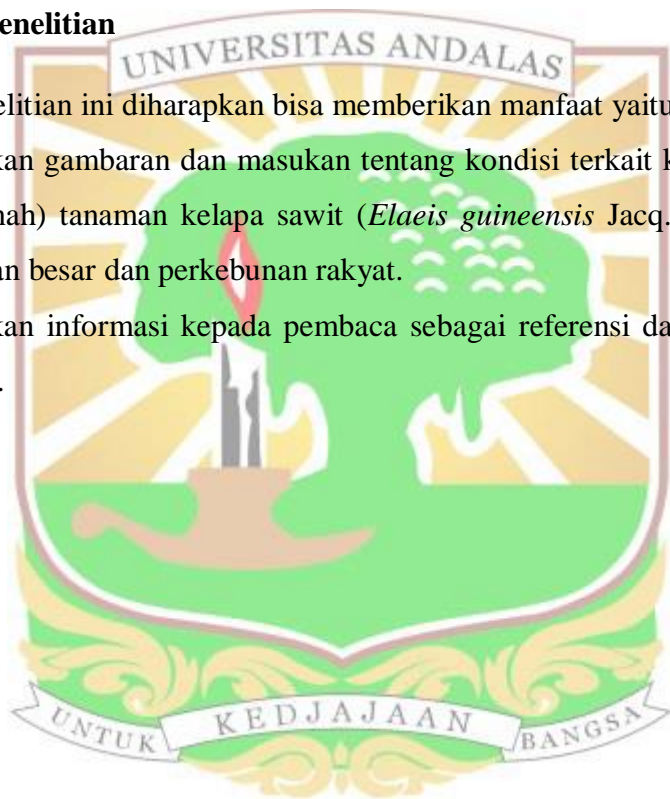 enelitian
UNIVERSITAS ANDALAS
elitian ini diharapkan bisa memberikan manfaat yaitu
kan gambaran dan masukan tentang kondisi terkait k
nah) tanaman kelapa sawit (Elaeis guineensis Jacq.
an besar dan perkebunan rakyat.
kan informasi kepada pembaca sebagai referensi da
.
UNTUK KEDJAJAAN BANGSA